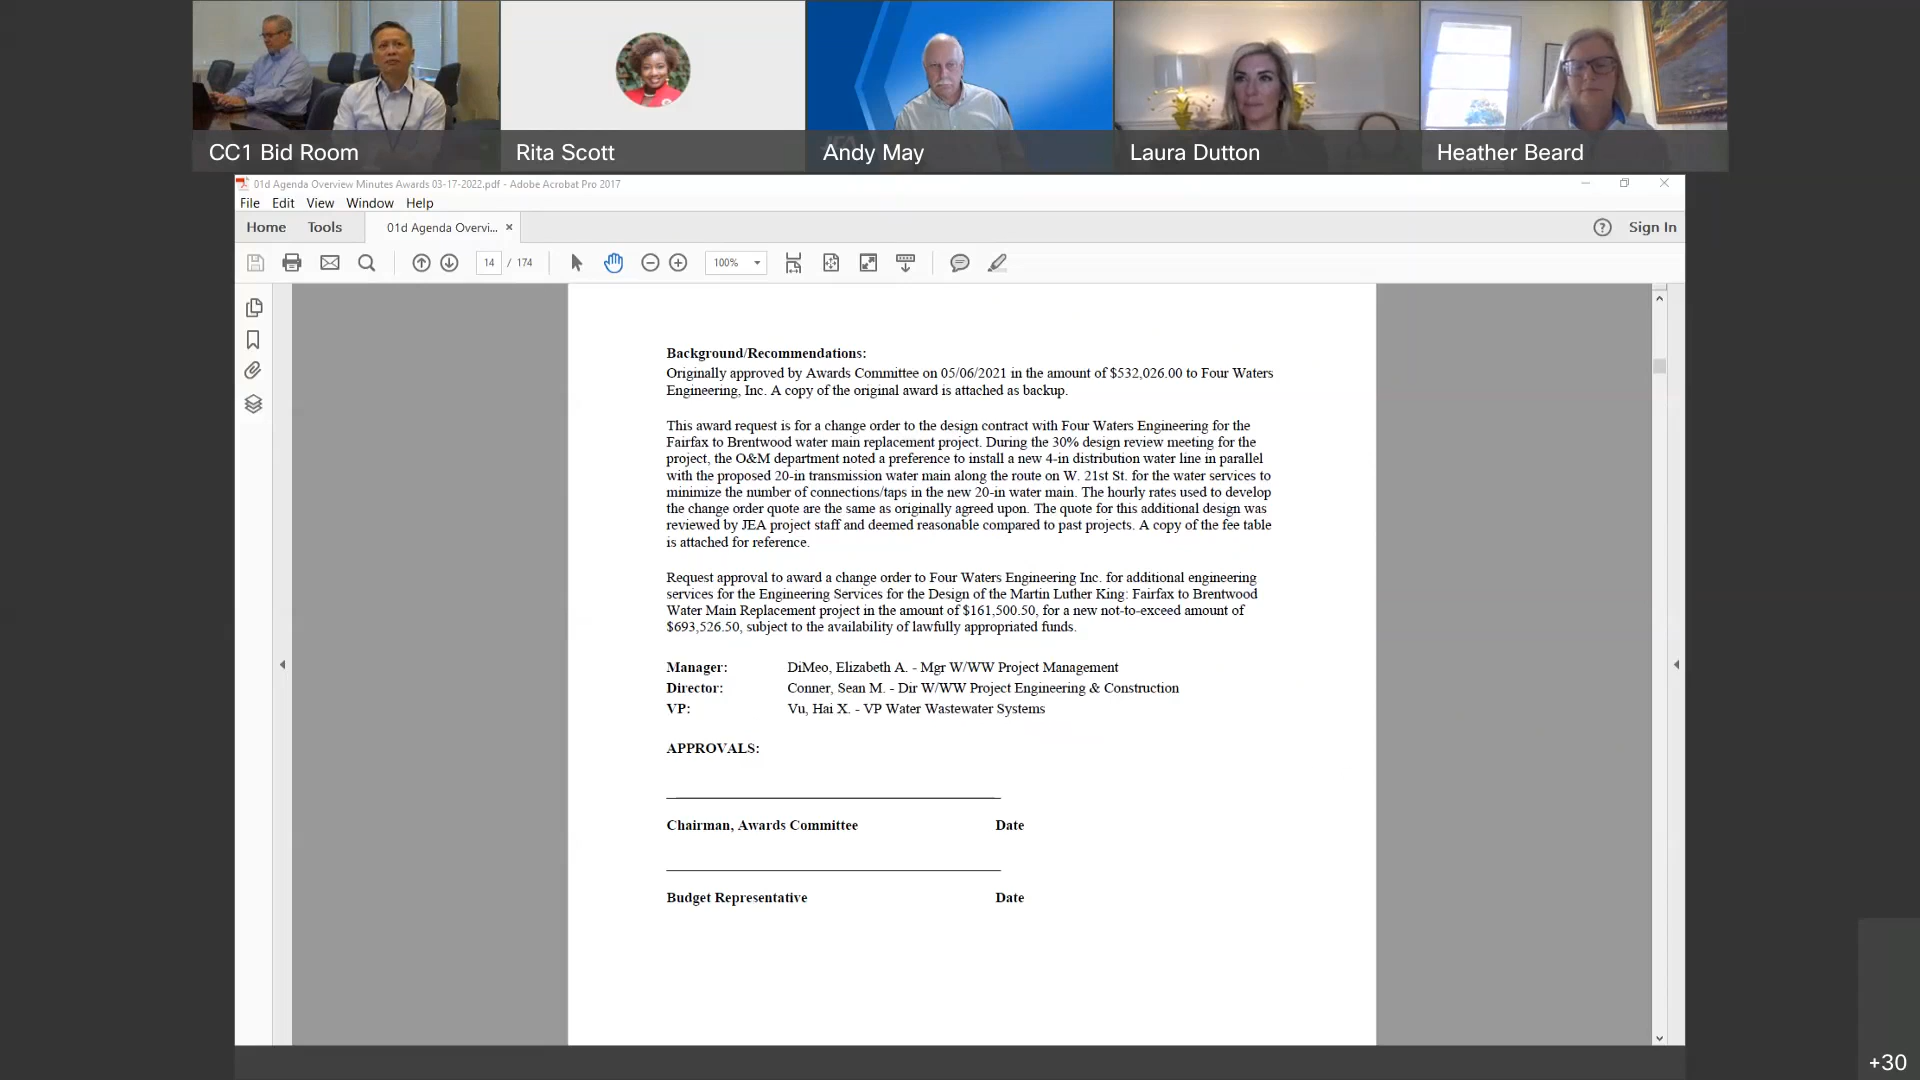 CC1 Bid Room
Rita Scott
Andy May
Laura Dutton
Heather Beard
01d Agenda Overview Minutes Awards 03-17-2022.pdf - Adobe Acrobat Pro 2017
File Edit View Window Help
Home Tools 01d Agenda Overvi... × Sign In
14 / 174 100%
Background/Recommendations:
Originally approved by Awards Committee on 05/06/2021 in the amount of $532,026.00 to Four Waters
Engineering, Inc. A copy of the original award is attached as backup.
This award request is for a change order to the design contract with Four Waters Engineering for the
Fairfax to Brentwood water main replacement project. During the 30% design review meeting for the
project, the O&M department noted a preference to install a new 4-in distribution water line in parallel
with the proposed 20-in transmission water main along the route on W. 21st St. for the water services to
minimize the number of connections/taps in the new 20-in water main. The hourly rates used to develop
the change order quote are the same as originally agreed upon. The quote for this additional design was
reviewed by JEA project staff and deemed reasonable compared to past projects. A copy of the fee table
is attached for reference.
Request approval to award a change order to Four Waters Engineering Inc. for additional engineering
services for the Engineering Services for the Design of the Martin Luther King: Fairfax to Brentwood
Water Main Replacement project in the amount of $161,500.50, for a new not-to-exceed amount of
$693,526.50, subject to the availability of lawfully appropriated funds.
Manager: DiMeo, Elizabeth A. - Mgr W/WW Project Management
Director: Conner, Sean M. - Dir W/WW Project Engineering & Construction
VP: Vu, Hai X. - VP Water Wastewater Systems
APPROVALS:
Chairman, Awards Committee Date
Budget Representative Date
+30